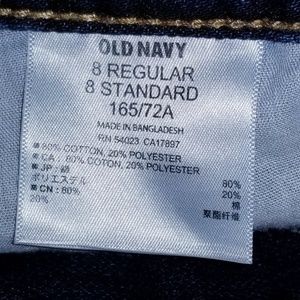 OLD NAVY
8 REGULAR
8 STANDARD
165/72A
MADE IN BANGLADESH
RN 54023 CA17897
■ 80% COTTON, 20% POLYESTER
■ CA : 80% COTTON, 20% POLYESTER
■ JP : 綿 80%
ポリエステル 20%
■ CN : 80% 棉
20% 聚酯纤维